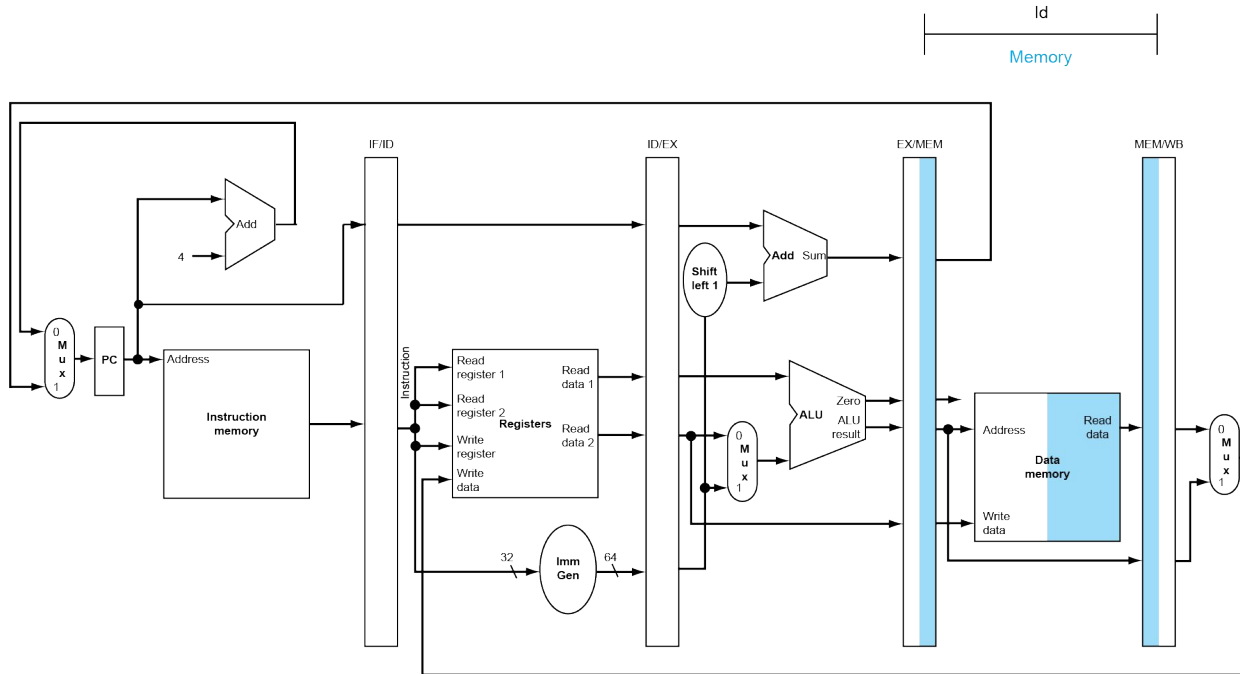 ld
Memory
IF/ID
ID/EX
EX/MEM
MEM/WB
Add
4
Shift
left 1
Add Sum
0
M
u
x
1
PC
Address
Instruction
memory
Instruction
Read
register 1
Read
register 2
Write
register
Write
data
Registers
Read
data 1
Read
data 2
0
M
u
x
1
ALU
Zero
ALU
result
Address
Write
data
Data
memory
Read
data
0
M
u
x
1
32
Imm
Gen
64